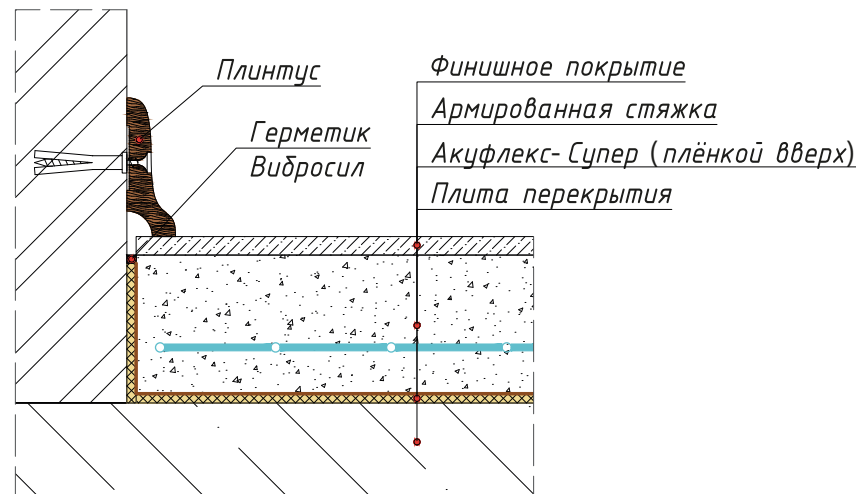 Плинтус
Герметик
Вибросил
Финишное покрытие
Армированная стяжка
Акуфлекс-Супер (плёнкой вверх)
Плита перекрытия